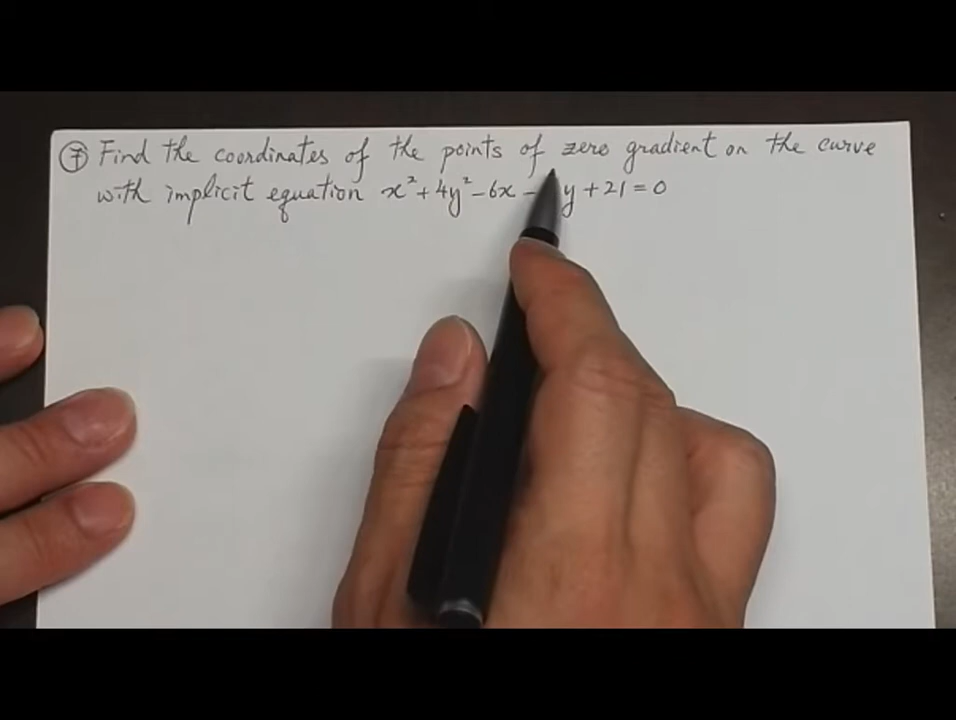 ⑦ Find the coordinates of the points of zero gradient on the curve
with implicit equation x² + 4y² - 6x - y + 21 = 0